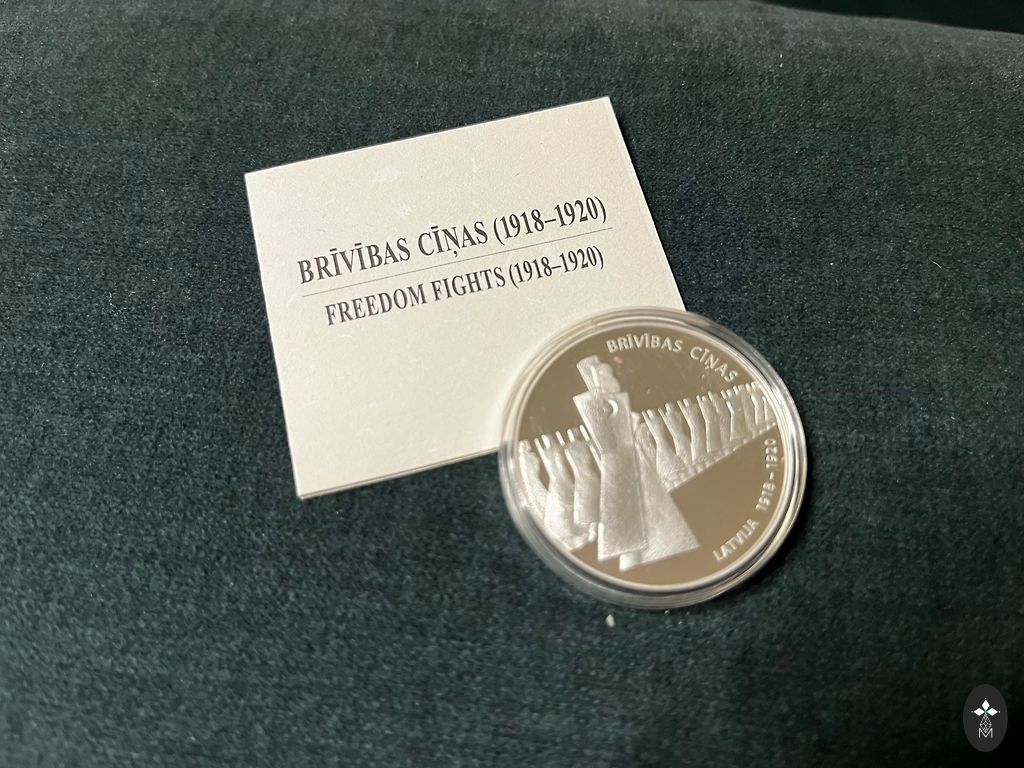 BRĪVĪBAS CĪŅAS (1918–1920)
FREEDOM FIGHTS (1918–1920)
BRĪVĪBAS CĪŅAS
LATVIJA 1918–1920
M